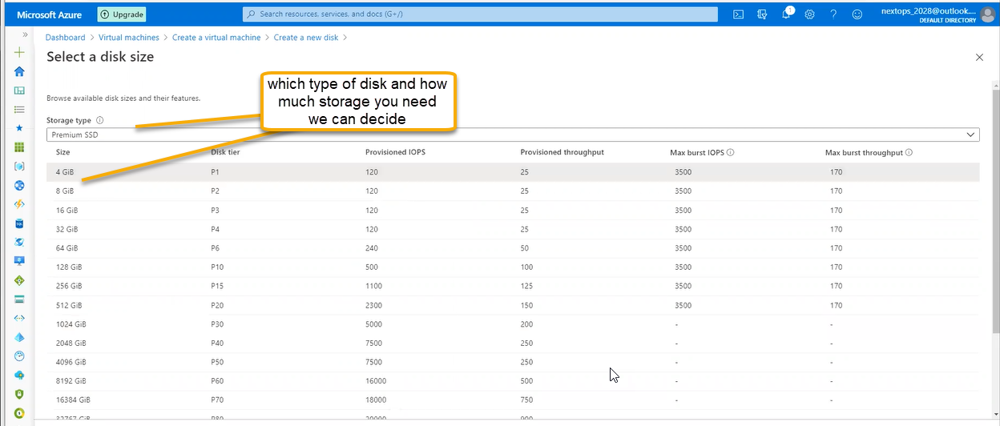 Microsoft Azure
Upgrade
Search resources, services, and docs (G+/)
1
nextops_2028@outlook....
DEFAULT DIRECTORY
Dashboard > Virtual machines > Create a virtual machine > Create a new disk >
Select a disk size
which type of disk and how
much storage you need
we can decide
Browse available disk sizes and their features.
Storage type
Premium SSD
Size Disk tier Provisioned IOPS Provisioned throughput Max burst IOPS Max burst throughput
4 GiB P1 120 25 3500 170
8 GiB P2 120 25 3500 170
16 GiB P3 120 25 3500 170
32 GiB P4 120 25 3500 170
64 GiB P6 240 50 3500 170
128 GiB P10 500 100 3500 170
256 GiB P15 1100 125 3500 170
512 GiB P20 2300 150 3500 170
1024 GiB P30 5000 200 - -
2048 GiB P40 7500 250 - -
4096 GiB P50 7500 250 - -
8192 GiB P60 16000 500 - -
16384 GiB P70 18000 750 - -
32767 GiB P80 20000 900 - -